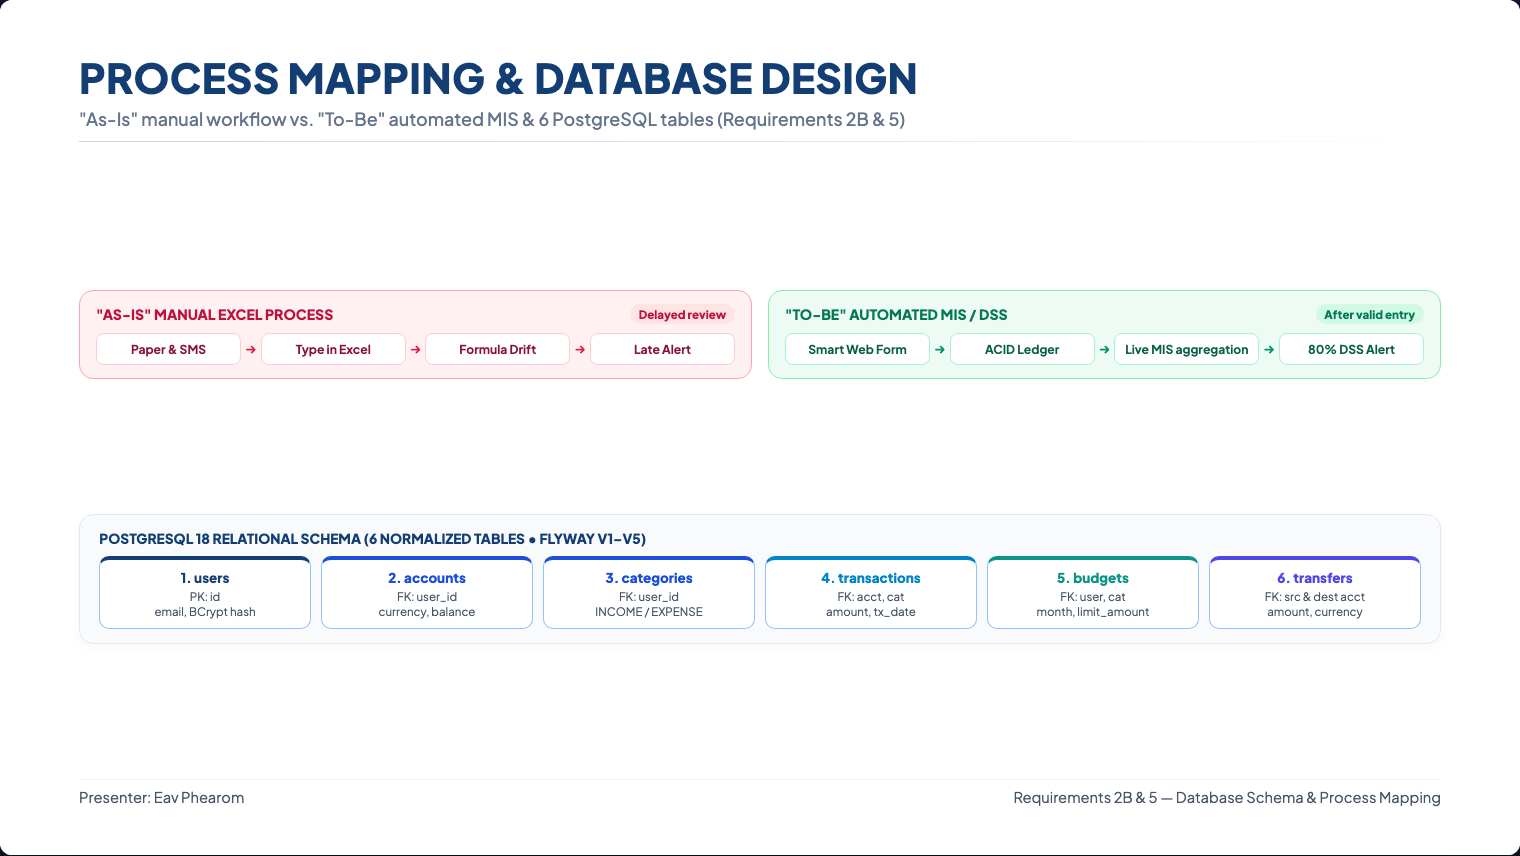 PROCESS MAPPING & DATABASE DESIGN
"As-Is" manual workflow vs. "To-Be" automated MIS & 6 PostgreSQL tables (Requirements 2B & 5)
"AS-IS" MANUAL EXCEL PROCESS
Delayed review
Paper & SMS → Type in Excel → Formula Drift → Late Alert
"TO-BE" AUTOMATED MIS / DSS
After valid entry
Smart Web Form → ACID Ledger → Live MIS aggregation → 80% DSS Alert
POSTGRESQL 18 RELATIONAL SCHEMA (6 NORMALIZED TABLES • FLYWAY V1–V5)
1. users
PK: id
email, BCrypt hash
2. accounts
FK: user_id
currency, balance
3. categories
FK: user_id
INCOME / EXPENSE
4. transactions
FK: acct, cat
amount, tx_date
5. budgets
FK: user, cat
month, limit_amount
6. transfers
FK: src & dest acct
amount, currency
Presenter: Eav Phearom
Requirements 2B & 5 — Database Schema & Process Mapping